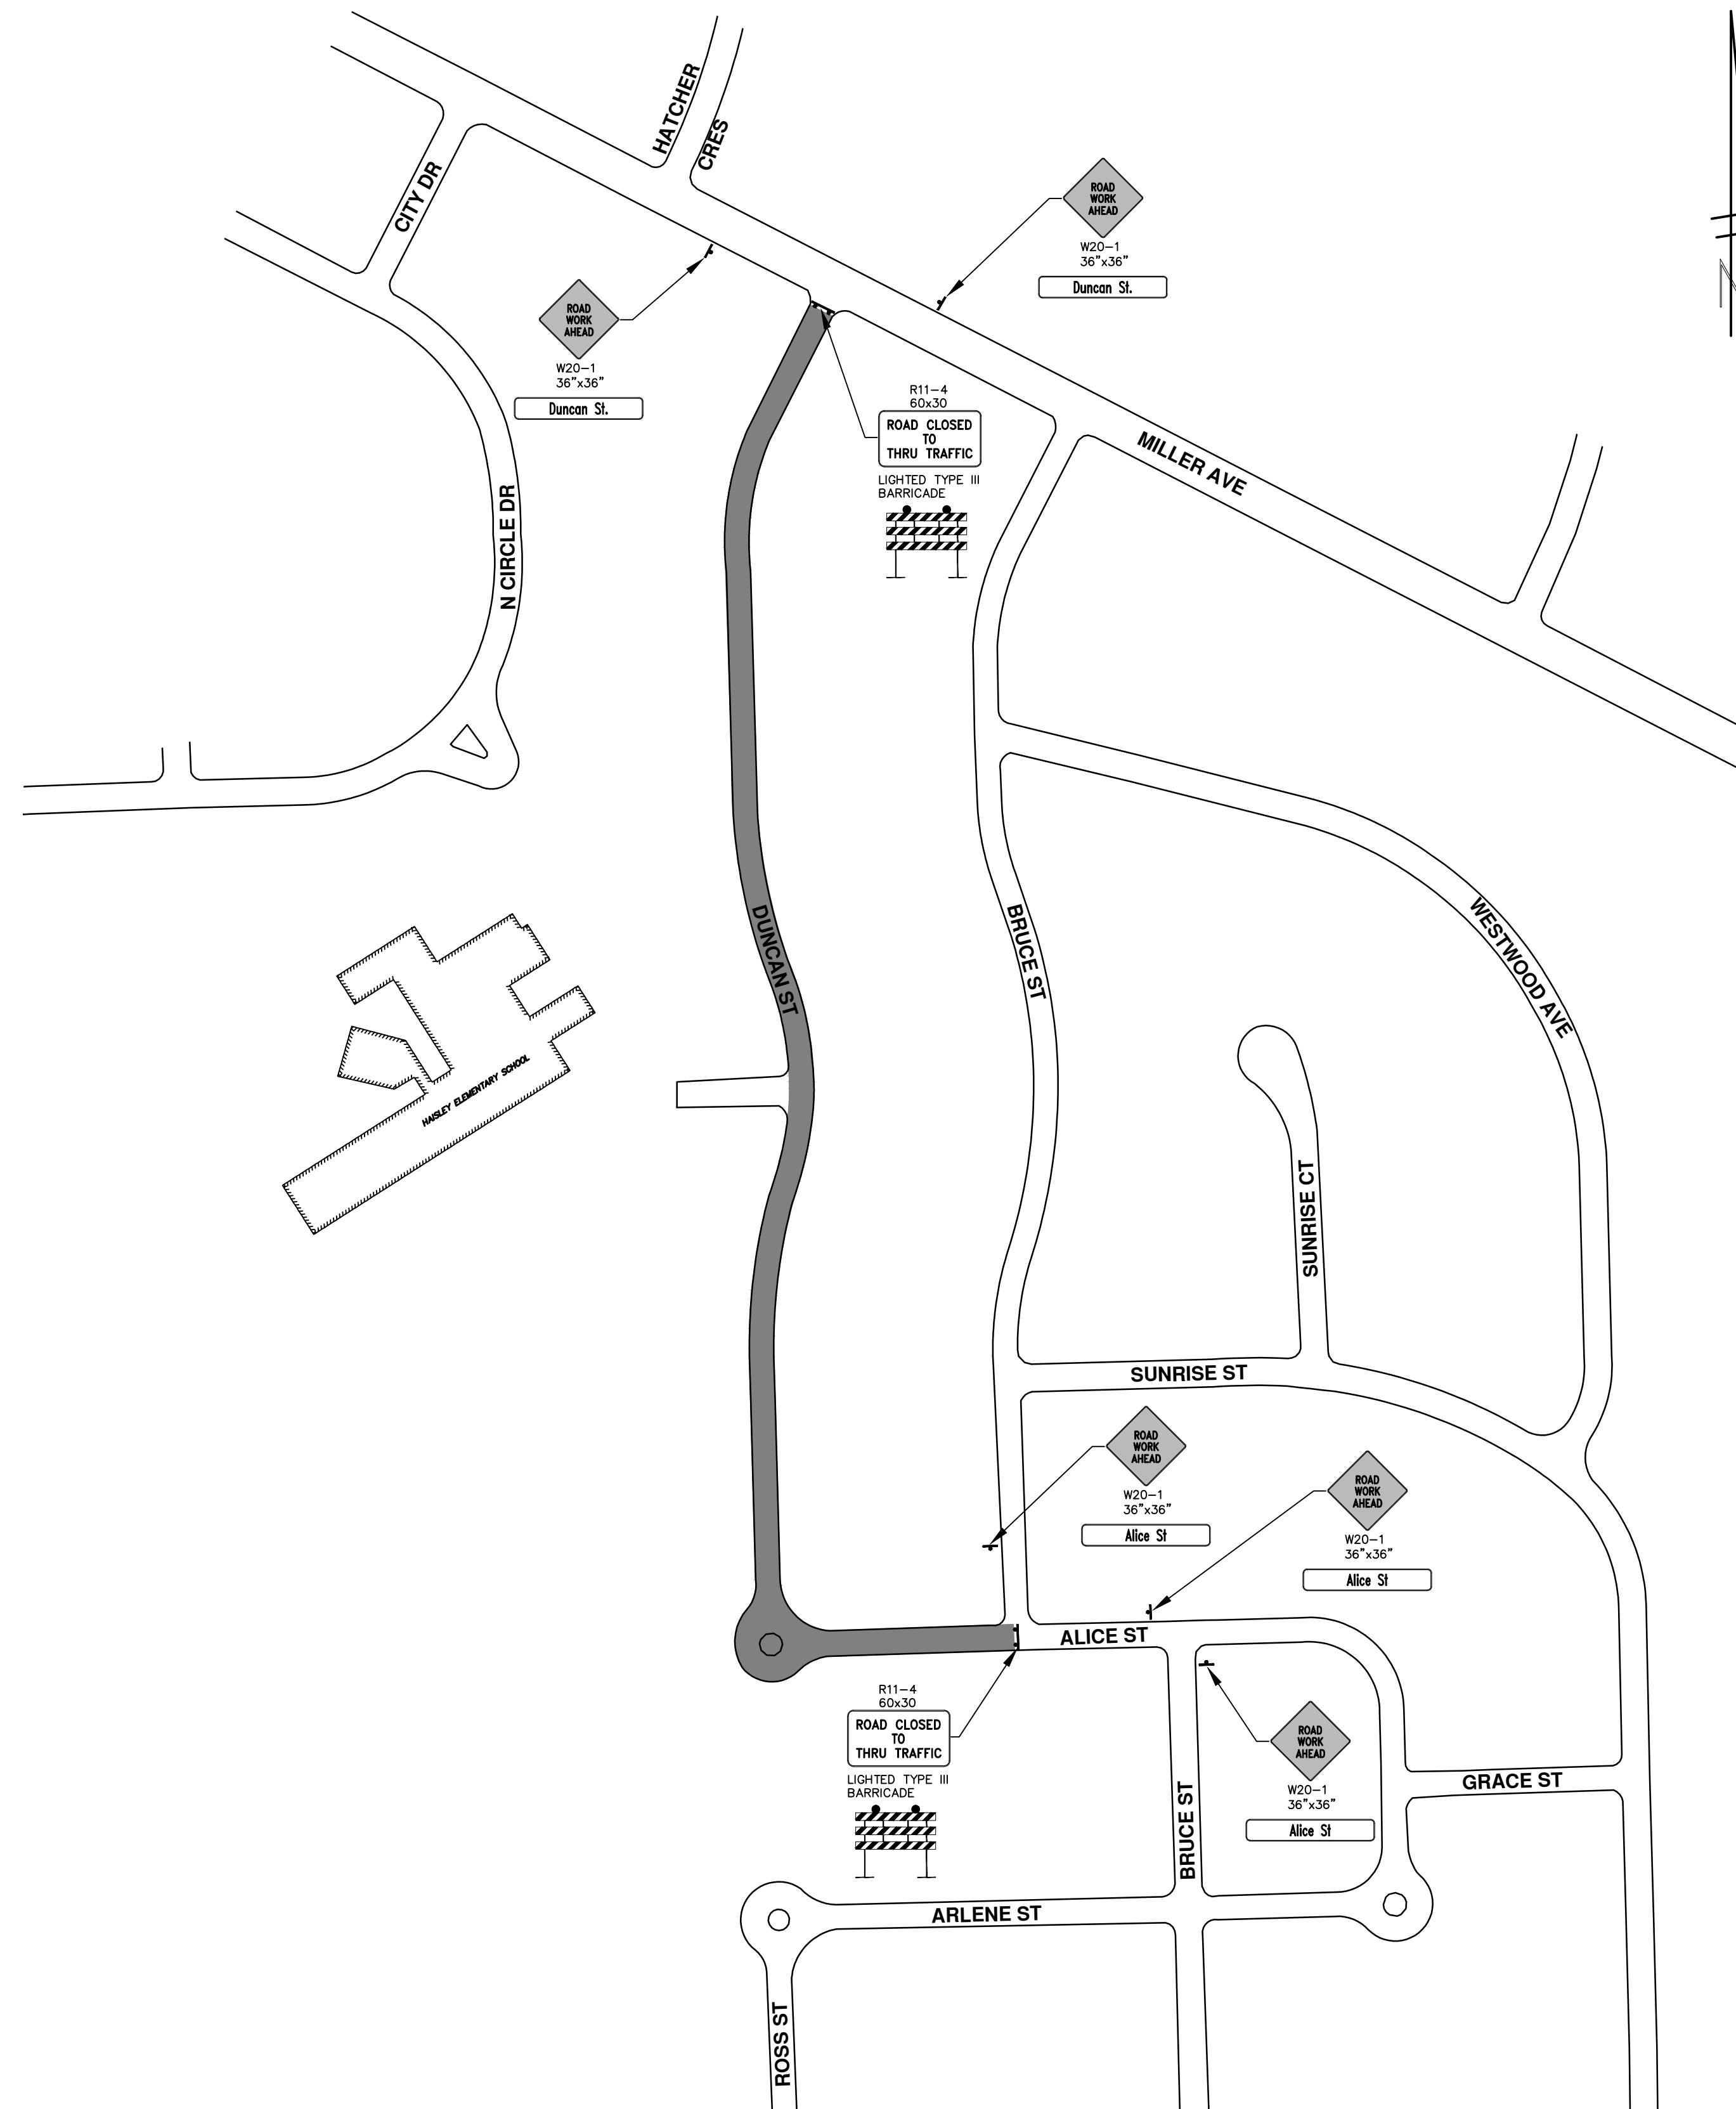 HATCHER
CRES
CITY DR
ROAD
WORK
AHEAD
W20-1
36"x36"
Duncan St.
ROAD
WORK
AHEAD
W20-1
36"x36"
Duncan St.
R11-4
60x30
ROAD CLOSED
TO
THRU TRAFFIC
LIGHTED TYPE III
BARRICADE
MILLER AVE
N CIRCLE DR
DUNCAN ST
BRUCE ST
WESTWOOD AVE
HAISLEY ELEMENTARY SCHOOL
SUNRISE CT
SUNRISE ST
ROAD
WORK
AHEAD
W20-1
36"x36"
Alice St
ROAD
WORK
AHEAD
W20-1
36"x36"
Alice St
ALICE ST
R11-4
60x30
ROAD CLOSED
TO
THRU TRAFFIC
LIGHTED TYPE III
BARRICADE
ROAD
WORK
AHEAD
W20-1
36"x36"
Alice St
GRACE ST
BRUCE ST
ARLENE ST
ROSS ST